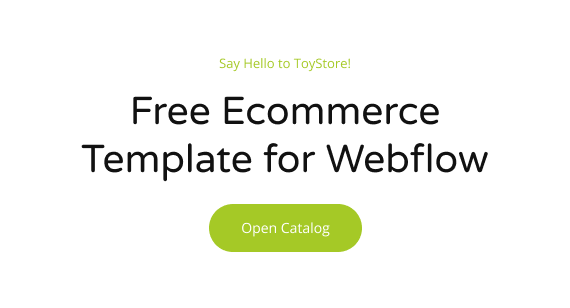 Say Hello to ToyStore!
Free Ecommerce
Template for Webflow
Open Catalog